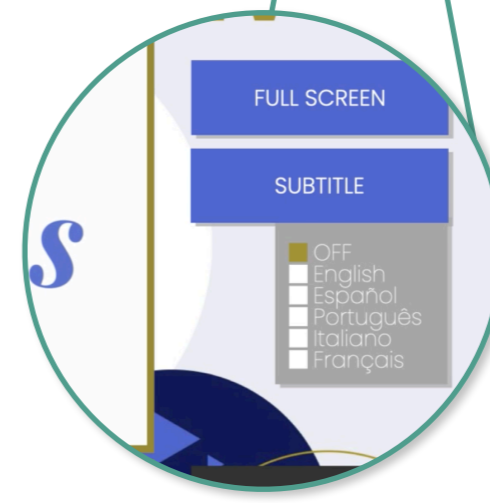 FULL SCREEN
SUBTITLE
s
OFF
English
Español
Português
Italiano
Français